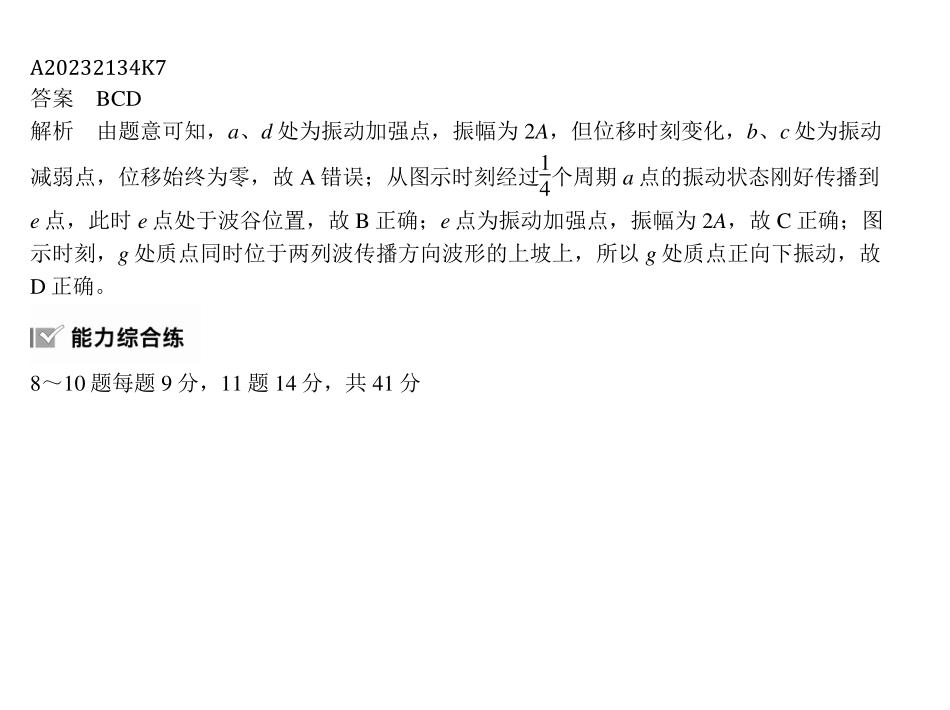 A20232134K7
答案 BCD
解析 由题意可知，a、d 处为振动加强点，振幅为 2A，但位移时刻变化，b、c 处为振动
减弱点，位移始终为零，故 A 错误；从图示时刻经过1/4个周期 a 点的振动状态刚好传播到
e 点，此时 e 点处于波谷位置，故 B 正确；e 点为振动加强点，振幅为 2A，故 C 正确；图
示时刻，g 处质点同时位于两列波传播方向波形的上坡上，所以 g 处质点正向下振动，故
D 正确。
能力综合练
8～10 题每题 9 分，11 题 14 分，共 41 分